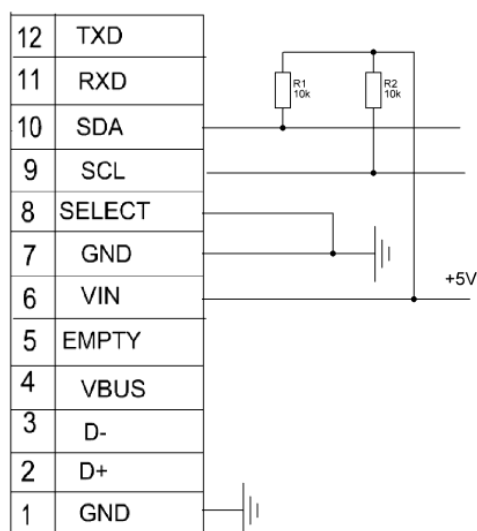 12 TXD
11 RXD
10 SDA
9 SCL
8 SELECT
7 GND
6 VIN
5 EMPTY
4 VBUS
3 D-
2 D+
1 GND
R1
10k
R2
10k
+5V